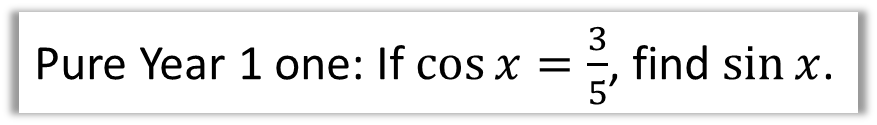 Pure Year 1 one: If cos x = 3/5, find sin x.